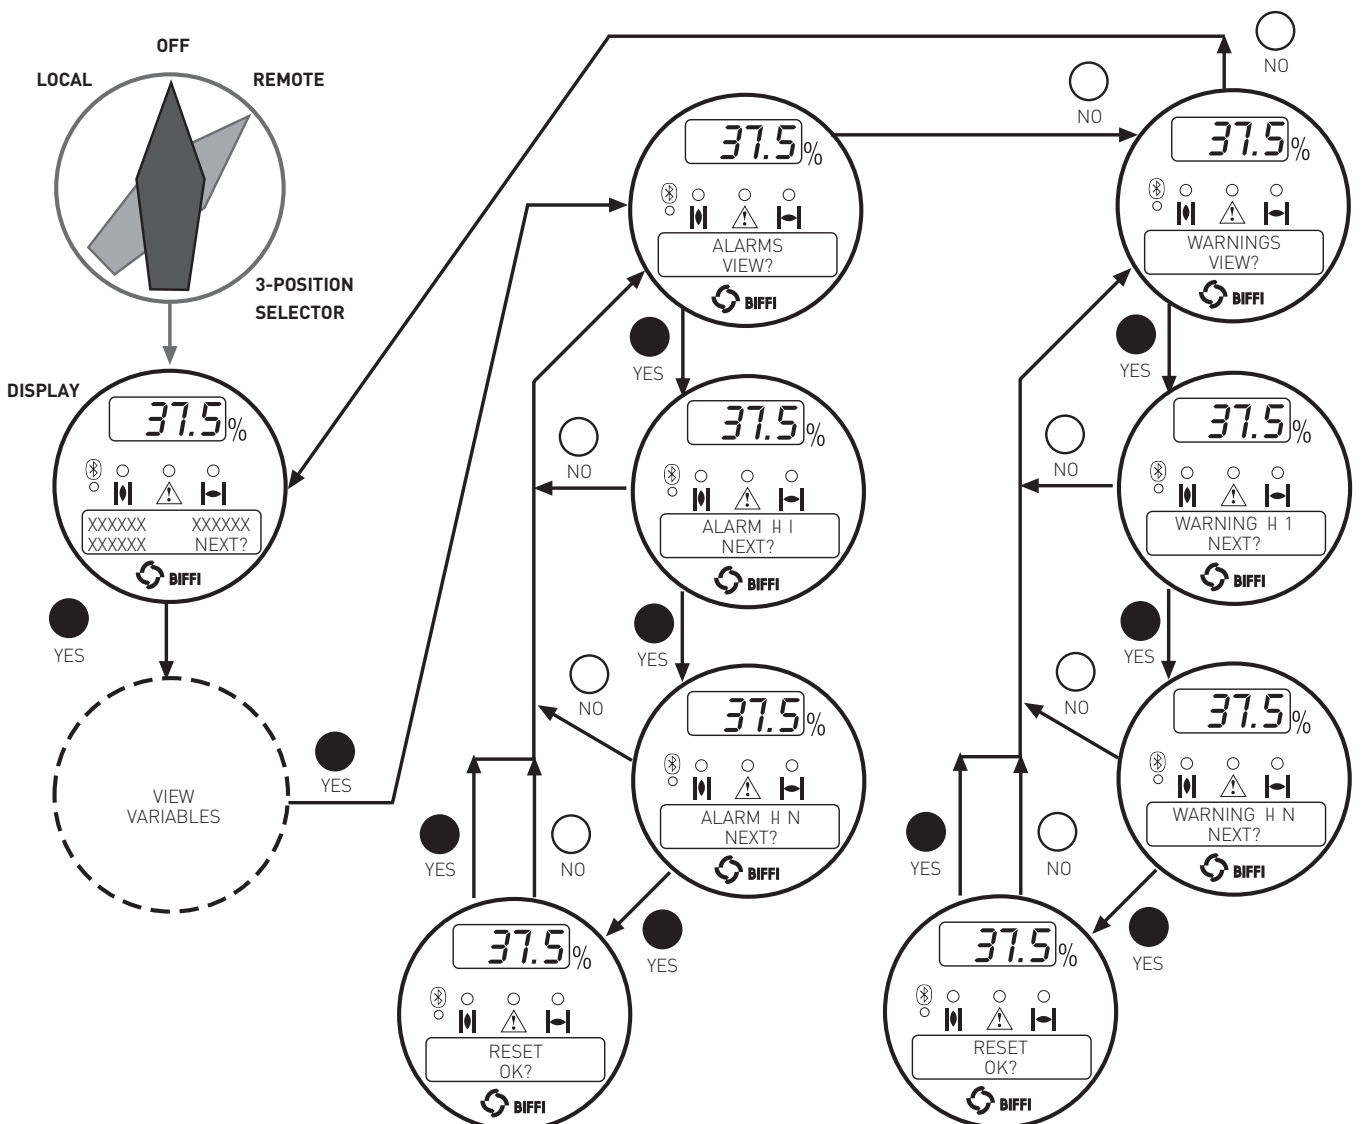 OFF
LOCAL
REMOTE
3-POSITION
SELECTOR
DISPLAY
37.5%
XXXXXX XXXXXX
XXXXXX NEXT?
BIFFI
YES
VIEW
VARIABLES
YES
37.5%
ALARMS
VIEW?
BIFFI
NO
YES
37.5%
ALARM H I
NEXT?
BIFFI
NO
YES
37.5%
ALARM H N
NEXT?
BIFFI
NO
YES
37.5%
RESET
OK?
BIFFI
YES
NO
37.5%
WARNINGS
VIEW?
BIFFI
NO
YES
37.5%
WARNING H 1
NEXT?
BIFFI
NO
YES
37.5%
WARNING H N
NEXT?
BIFFI
NO
YES
37.5%
RESET
OK?
BIFFI
YES
NO